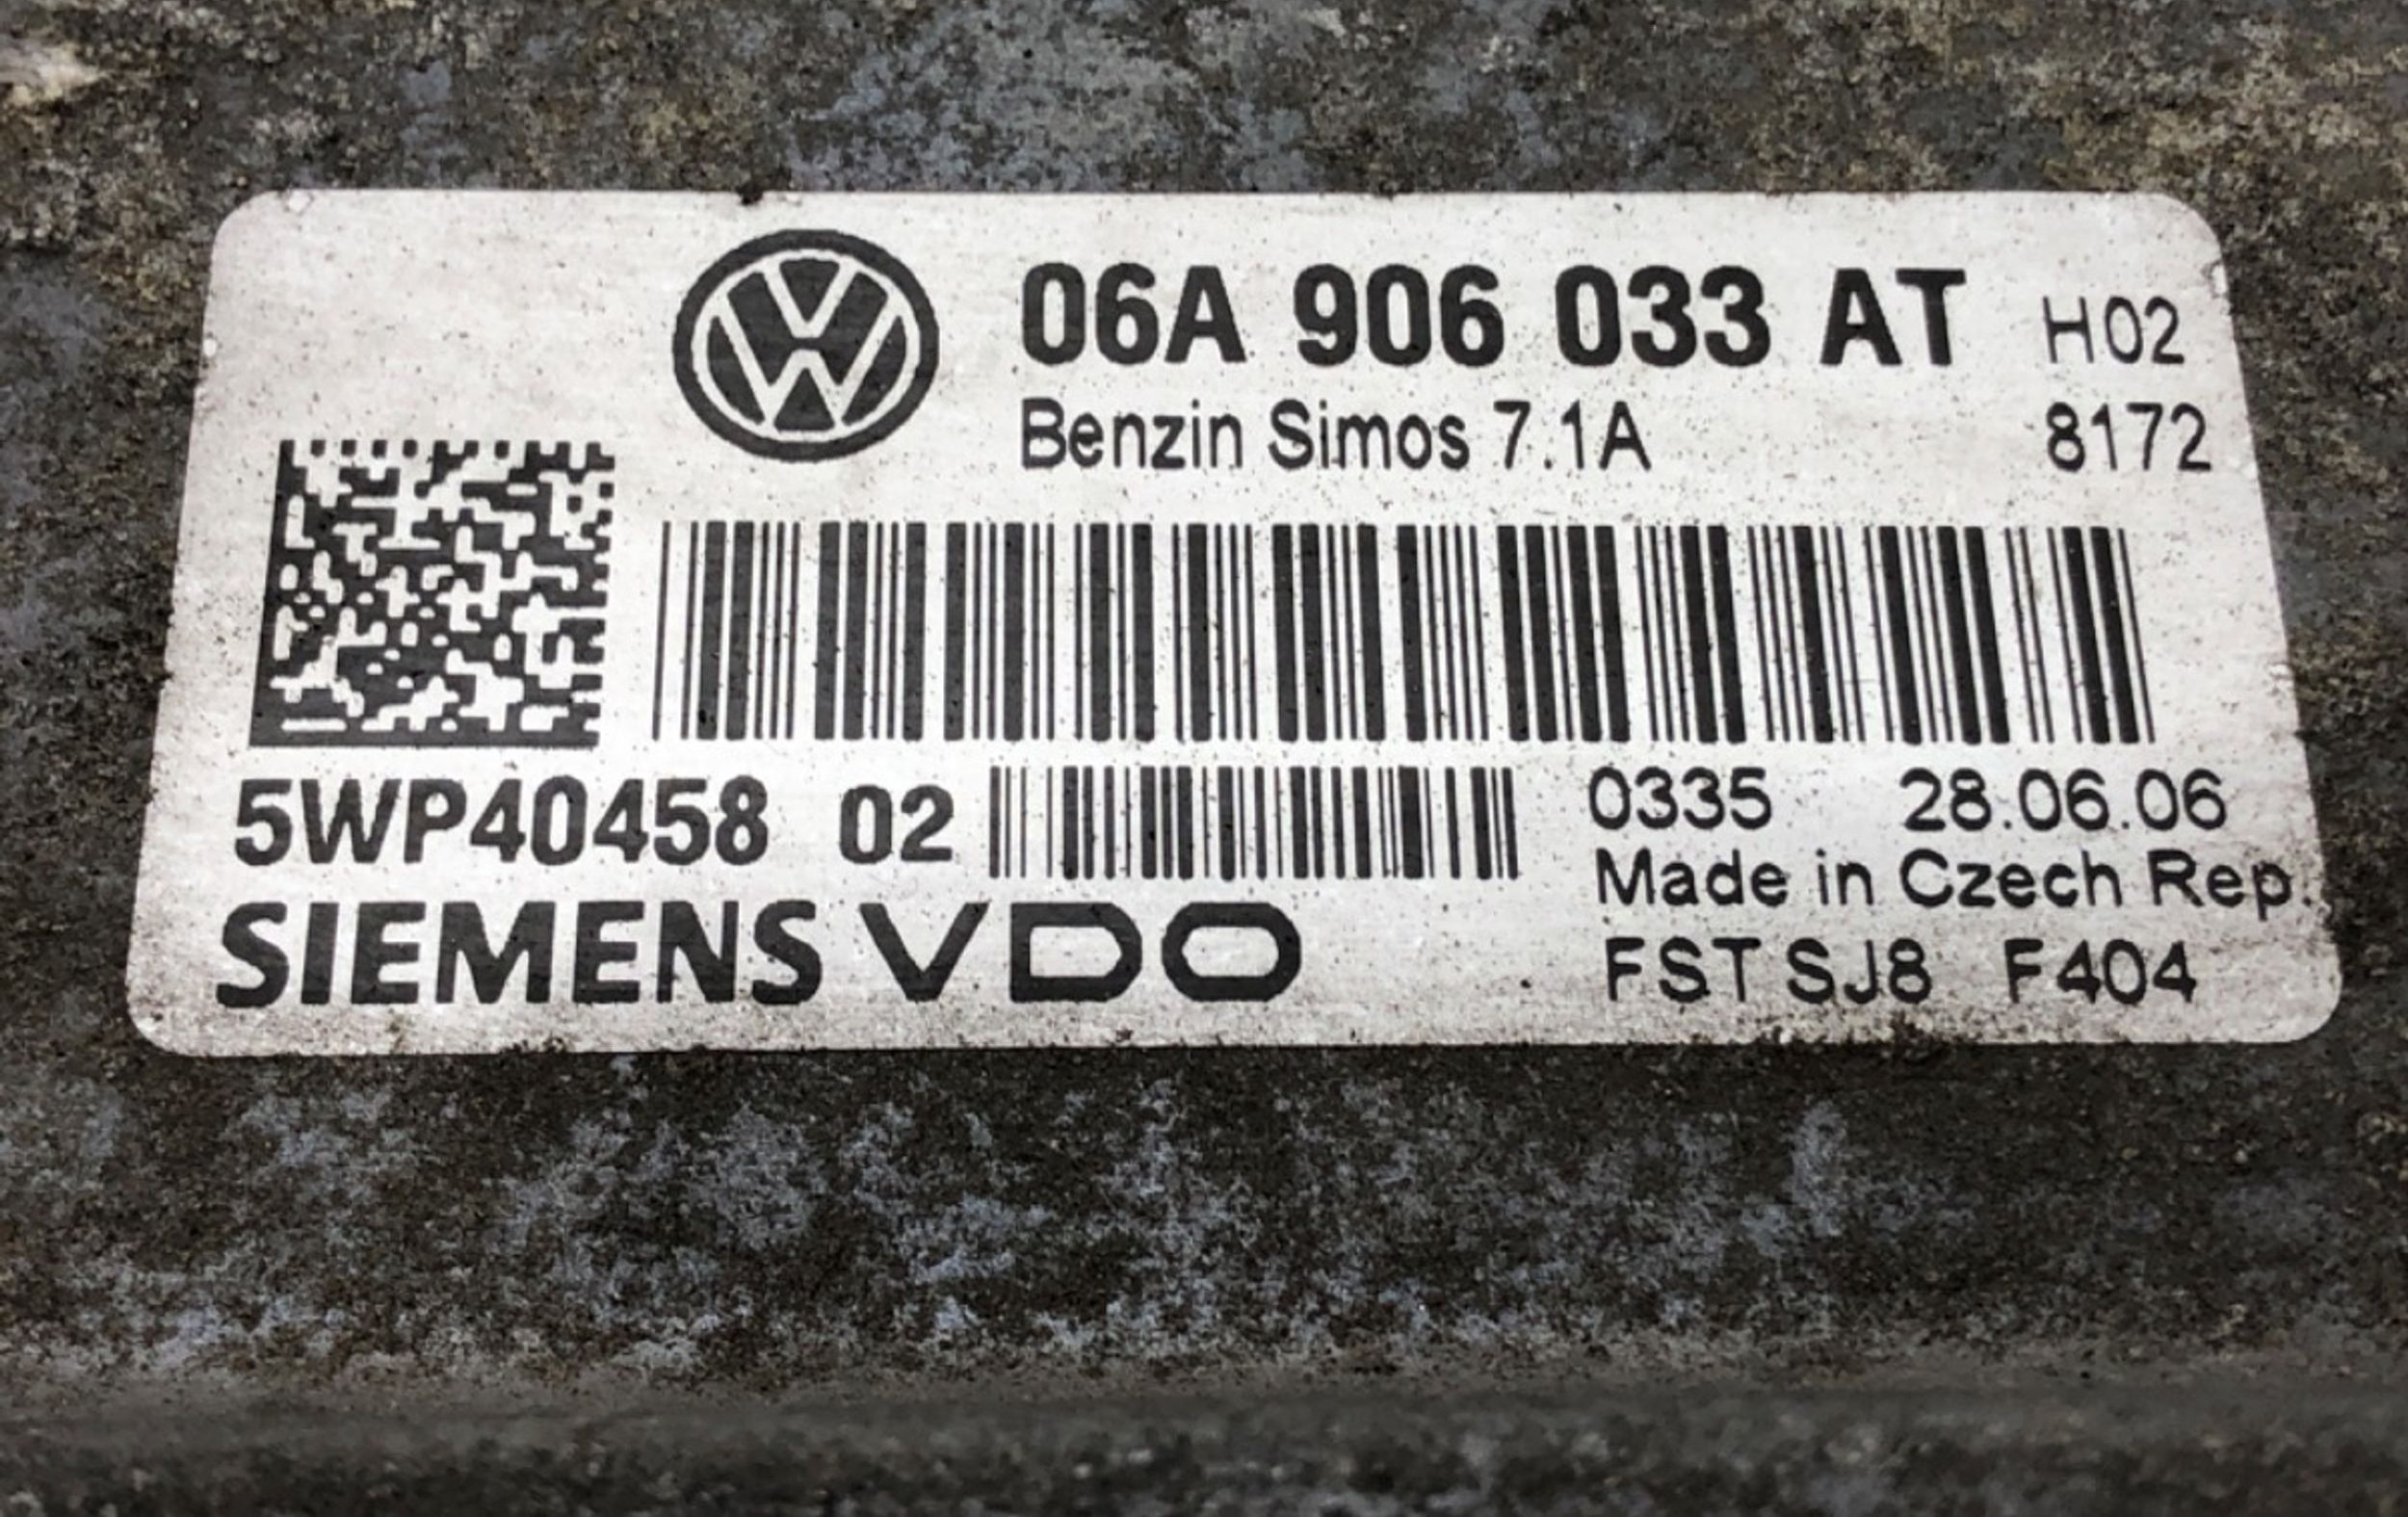 06A 906 033 AT H02
Benzin Simos 7.1A 8172
5WP40458 02 0335 28.06.06
Made in Czech Rep.
SIEMENS VDO FST SJ8 F404